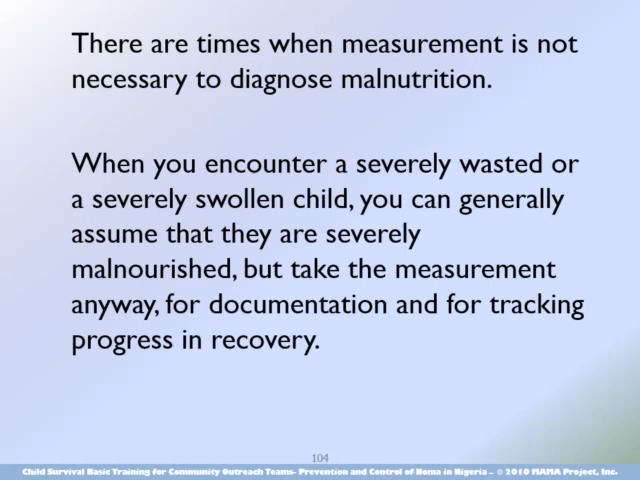 There are times when measurement is not
necessary to diagnose malnutrition.
When you encounter a severely wasted or
a severely swollen child, you can generally
assume that they are severely
malnourished, but take the measurement
anyway, for documentation and for tracking
progress in recovery.
104
Child Survival Basic Training for Community Outreach Teams- Prevention and Control of Noma in Nigeria - © 2010 MAMA Project, Inc.